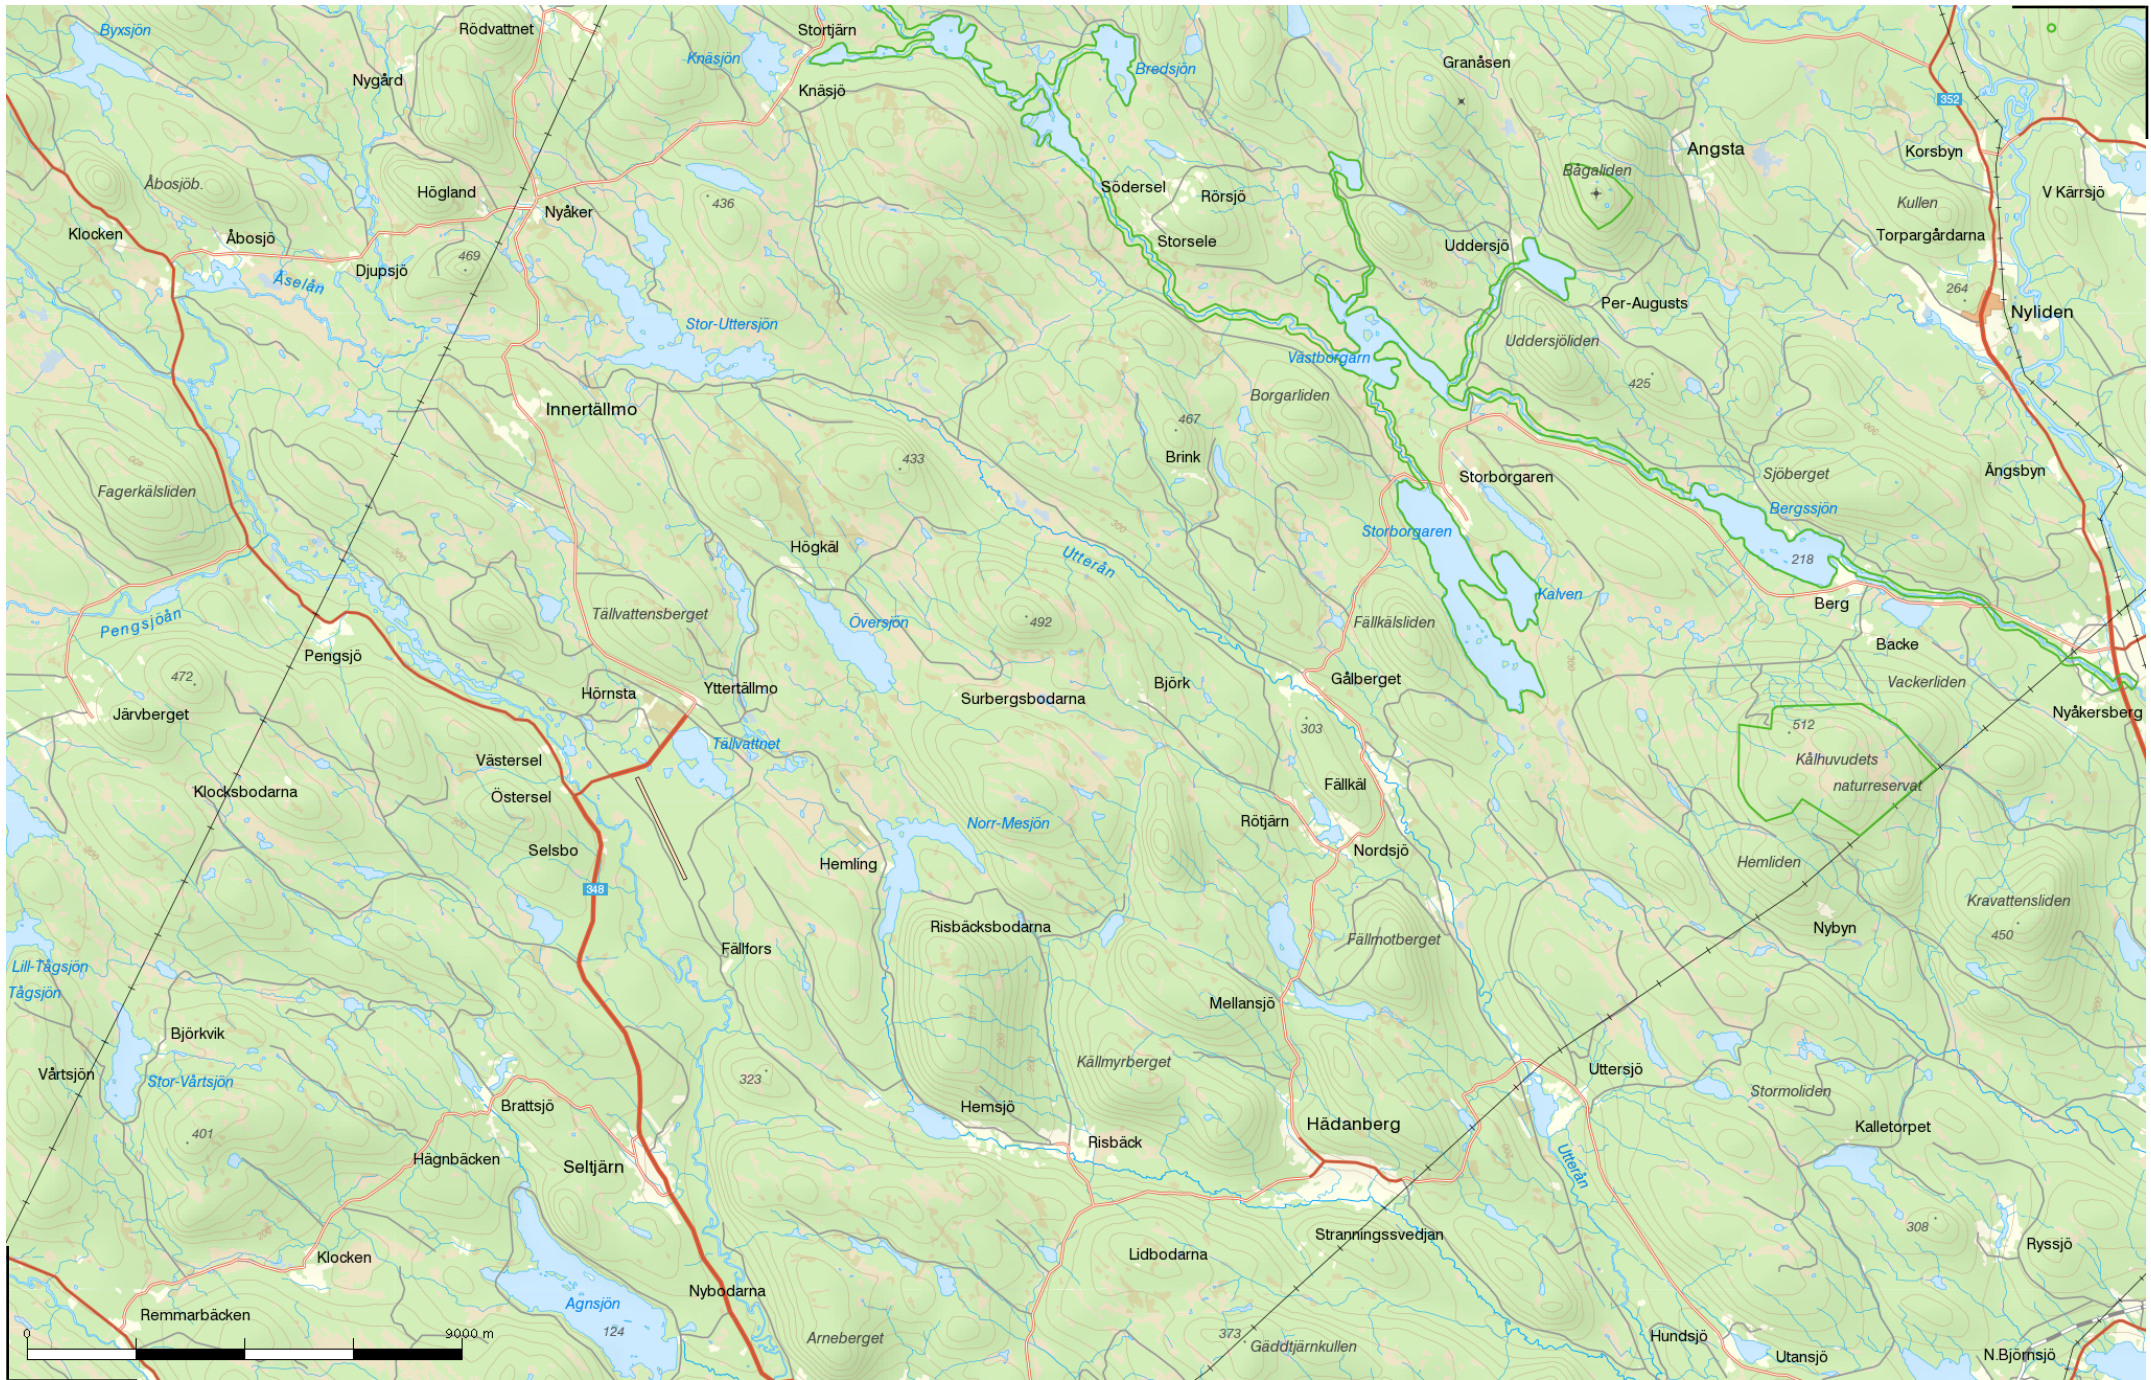 Byxsjön
Rödvattnet
Stortjärn
Knäsjön
Bredsjön
Granåsen
Nygård
Knäsjö
352
Angsta
Korsbyn
Bågaliden
Åbosjöb.
Högland
Södersel
Rörsjö
V Kärrsjö
436
Kullen
Nyåker
Klocken
Åbosjö
Storsele
Uddersjö
Torpargårdarna
469
Djupsjö
Åselån
264
Per-Augusts
Nyliden
Stor-Uttersjön
Uddersjöliden
Västborgarn
425
Borgarliden
Innertällmo
467
300
433
Brink
Storborgaren
Sjöberget
Ängsbyn
400
Fagerkälsliden
Bergssjön
300
Storborgaren
Högkäl
300
Utterån
218
Kalven
Berg
Pengsjöån
Tällvattensberget
Översjön
492
Fällkälsliden
Backe
Pengsjö
300
472
Hörnsta
Yttertällmo
Surbergsbodarna
Björk
Gålberget
Vackerliden
Järvberget
Nyåkersberg
303
512
Tällvattnet
Västersel
Kålhuvudets
naturreservat
Klocksbodarna
Östersel
Fällkäl
Norr-Mesjön
Rötjärn
Selsbo
Hemling
Nordsjö
Hemliden
348
Kravattensliden
Risbäcksbodarna
Nybyn
Fällmotberget
450
Fällfors
Lill-Tågsjön
Tågsjön
Mellansjö
Björkvik
Källmyrberget
Vårtsjön
Stor-Vårtsjön
323
Uttersjö
Stormoliden
Brattsjö
Hemsjö
401
Hädanberg
Kalletorpet
Risbäck
Hägnbäcken
Seltjärn
Utterån
308
Stranningssvedjan
Ryssjö
Klocken
Lidbodarna
Nybodarna
Agnsjön
Remmarbäcken
124
Arneberget
373
Gäddtjärnkullen
Hundsjö
0
9000 m
Utansjö
N.Björnsjö